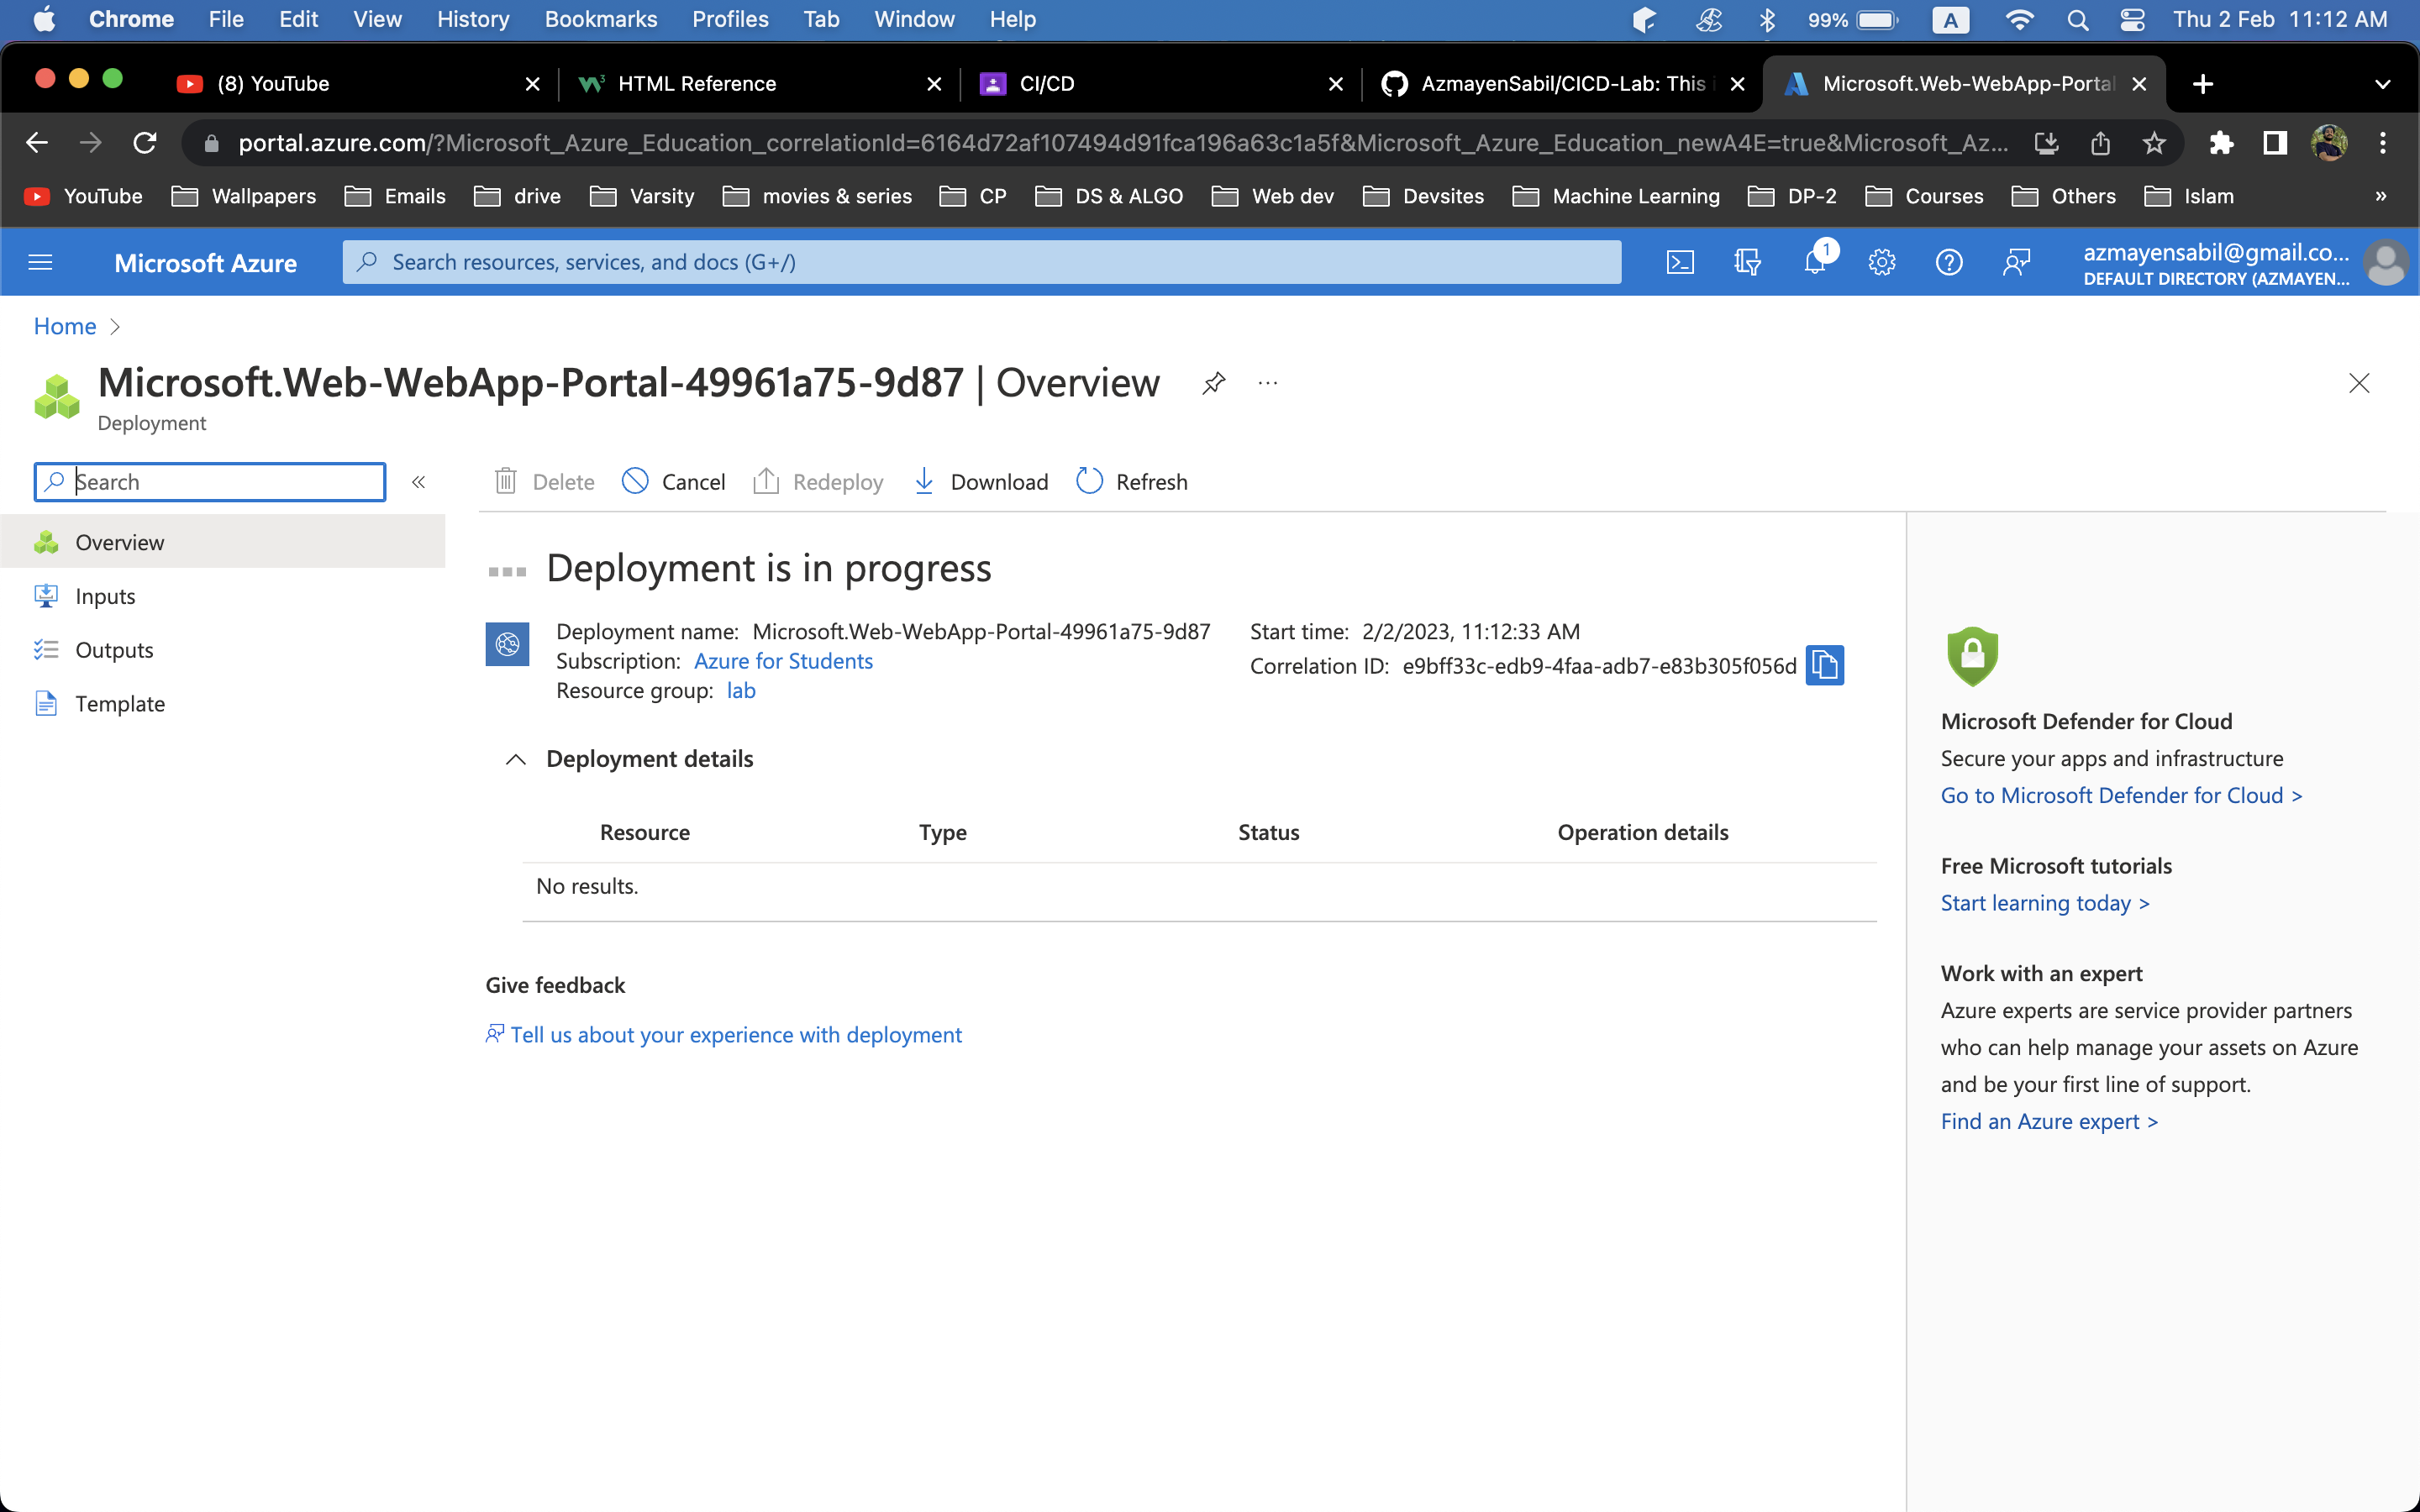 Chrome File Edit View History Bookmarks Profiles Tab Window Help 99% A Thu 2 Feb 11:12 AM
(8) YouTube HTML Reference CI/CD AzmayenSabil/CICD-Lab: This i Microsoft.Web-WebApp-Portal
portal.azure.com/?Microsoft_Azure_Education_correlationId=6164d72af107494d91fca196a63c1a5f&Microsoft_Azure_Education_newA4E=true&Microsoft_Az...
YouTube Wallpapers Emails drive Varsity movies & series CP DS & ALGO Web dev Devsites Machine Learning DP-2 Courses Others Islam »
Microsoft Azure Search resources, services, and docs (G+/) 1 azmayensabil@gmail.co...
DEFAULT DIRECTORY (AZMAYEN...
Home >
Microsoft.Web-WebApp-Portal-49961a75-9d87 | Overview ...
Deployment
Search «
Delete Cancel Redeploy Download Refresh
Overview
Inputs
Outputs
Template
Deployment is in progress
Deployment name: Microsoft.Web-WebApp-Portal-49961a75-9d87
Subscription: Azure for Students
Resource group: lab
Start time: 2/2/2023, 11:12:33 AM
Correlation ID: e9bff33c-edb9-4faa-adb7-e83b305f056d
Deployment details
Resource Type Status Operation details
No results.
Give feedback
Tell us about your experience with deployment
Microsoft Defender for Cloud
Secure your apps and infrastructure
Go to Microsoft Defender for Cloud >
Free Microsoft tutorials
Start learning today >
Work with an expert
Azure experts are service provider partners
who can help manage your assets on Azure
and be your first line of support.
Find an Azure expert >